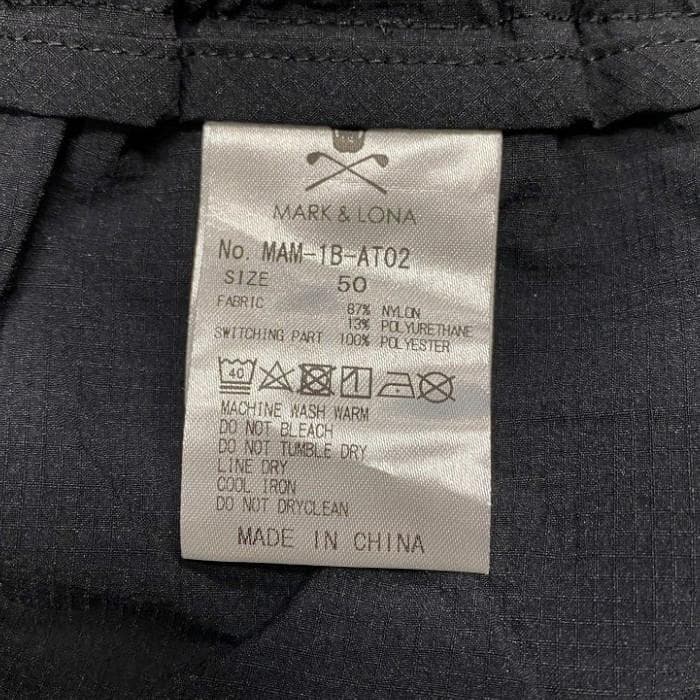 MARK & LONA
No. MAM-1B-AT02
SIZE 50
FABRIC 87% NYLON
13% POLYURETHANE
SWITCHING PART 100% POLYESTER
40
MACHINE WASH WARM
DO NOT BLEACH
DO NOT TUMBLE DRY
LINE DRY
COOL IRON
DO NOT DRYCLEAN
MADE IN CHINA